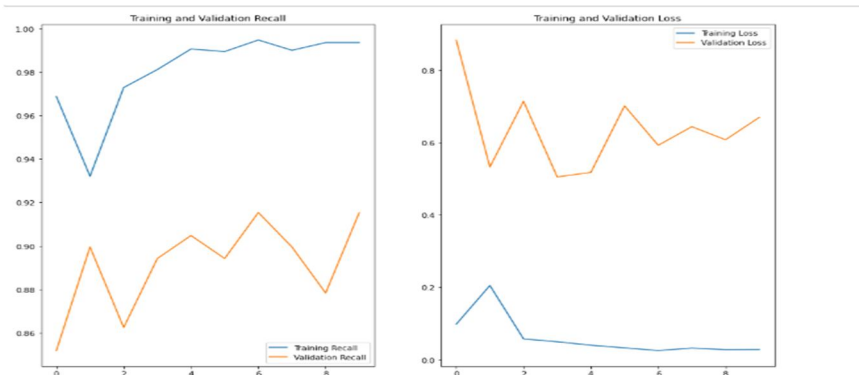 Training and Validation Recall
1.00
0.98
0.96
0.94
0.92
0.90
0.88
0.86
0 2 4 6 8
Training Recall
Validation Recall
Training and Validation Loss
0.8
0.6
0.4
0.2
0.0
0 2 4 6 8
Training Loss
Validation Loss